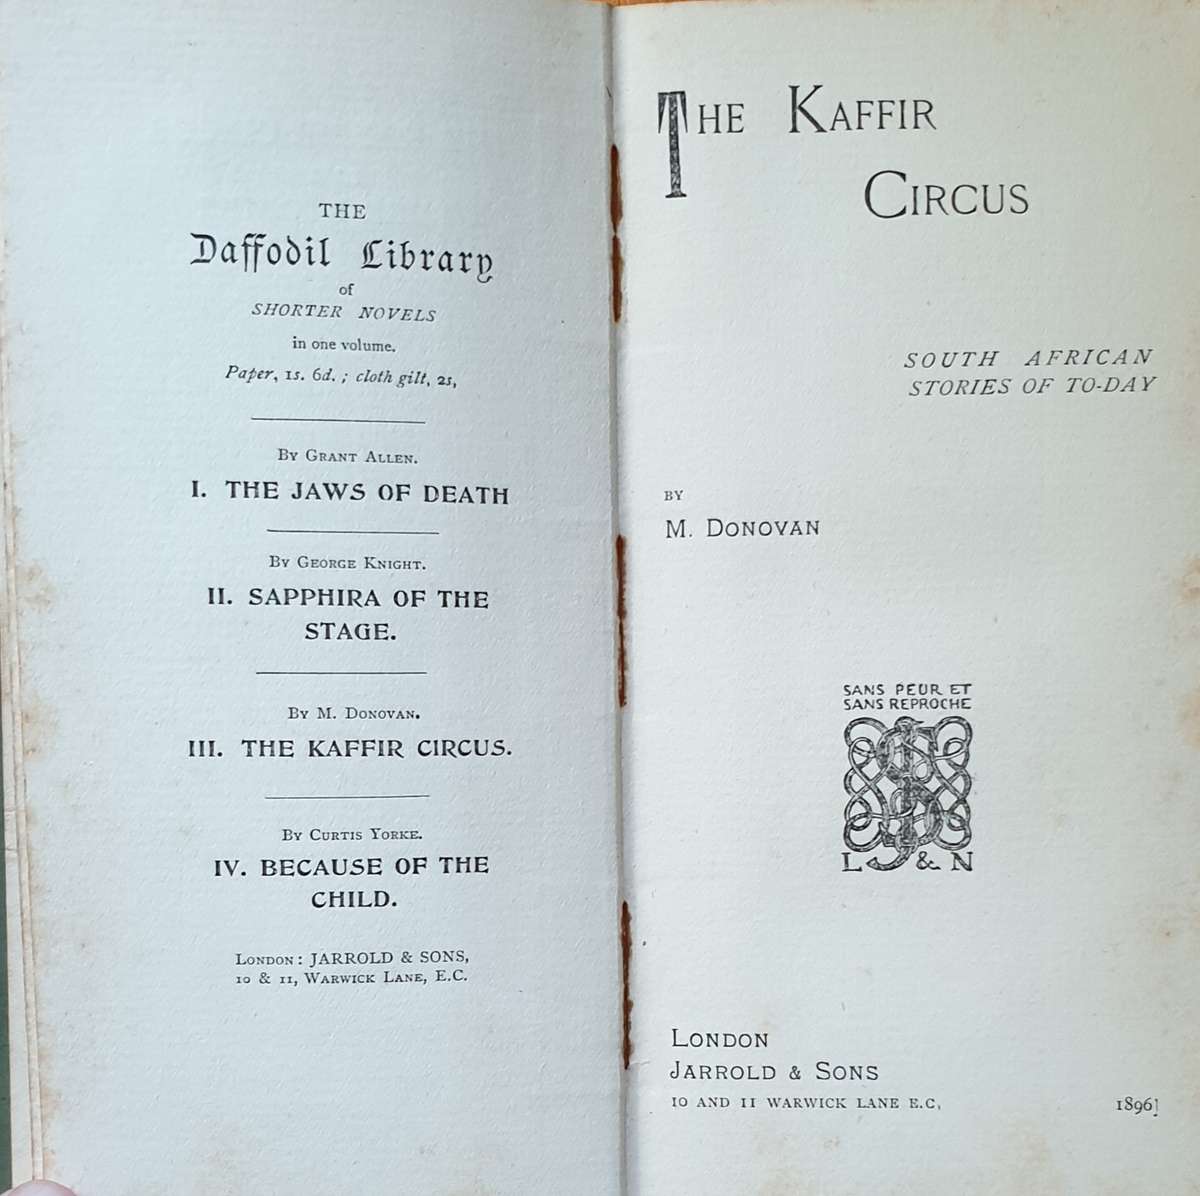 THE
Daffodil Library
of
SHORTER NOVELS
in one volume.
Paper, 1s. 6d. ; cloth gilt, 2s,
BY GRANT ALLEN.
I. THE JAWS OF DEATH
BY GEORGE KNIGHT.
II. SAPPHIRA OF THE
STAGE.
BY M. DONOVAN.
III. THE KAFFIR CIRCUS.
BY CURTIS YORKE.
IV. BECAUSE OF THE
CHILD.
LONDON: JARROLD & SONS,
10 & 11, WARWICK LANE, E.C.
THE KAFFIR
CIRCUS
SOUTH AFRICAN
STORIES OF TO-DAY
BY
M. DONOVAN
SANS PEUR ET
SANS REPROCHE
L & N
LONDON
JARROLD & SONS
10 AND 11 WARWICK LANE E.C,
1896]